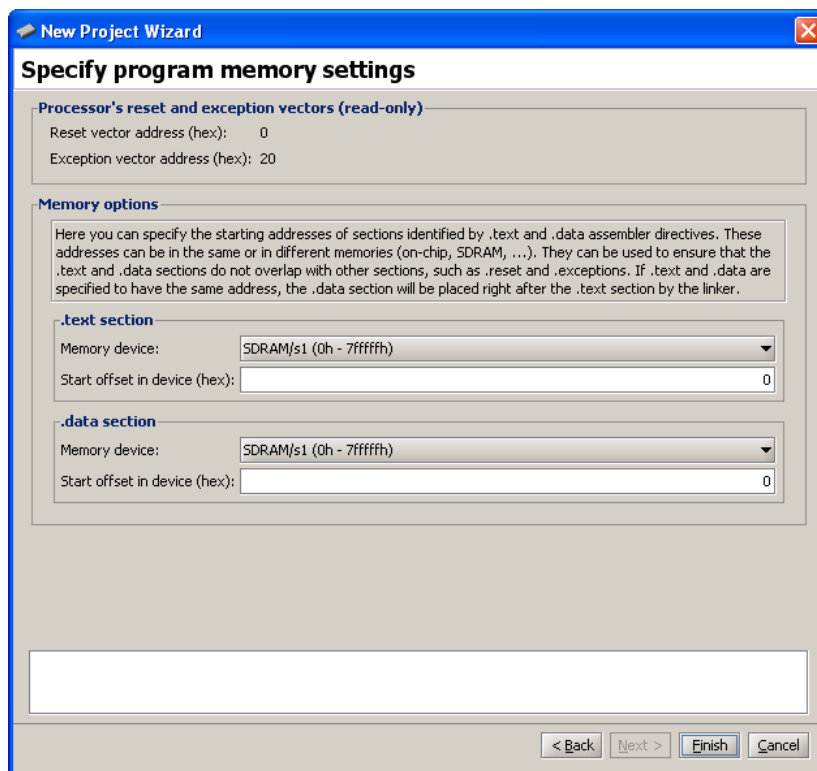 New Project Wizard
Specify program memory settings
Processor's reset and exception vectors (read-only)
Reset vector address (hex): 0
Exception vector address (hex): 20
Memory options
Here you can specify the starting addresses of sections identified by .text and .data assembler directives. These
addresses can be in the same or in different memories (on-chip, SDRAM, ...). They can be used to ensure that the
.text and .data sections do not overlap with other sections, such as .reset and .exceptions. If .text and .data are
specified to have the same address, the .data section will be placed right after the .text section by the linker.
.text section
Memory device: SDRAM/s1 (0h - 7fffffh)
Start offset in device (hex): 0
.data section
Memory device: SDRAM/s1 (0h - 7fffffh)
Start offset in device (hex): 0
< Back Next > Finish Cancel